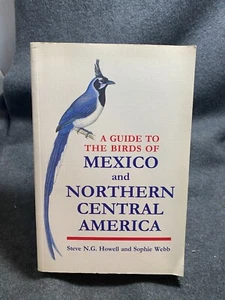 A GUIDE TO
THE BIRDS OF
MEXICO
and
NORTHERN
CENTRAL
AMERICA
Steve N.G. Howell and Sophie Webb